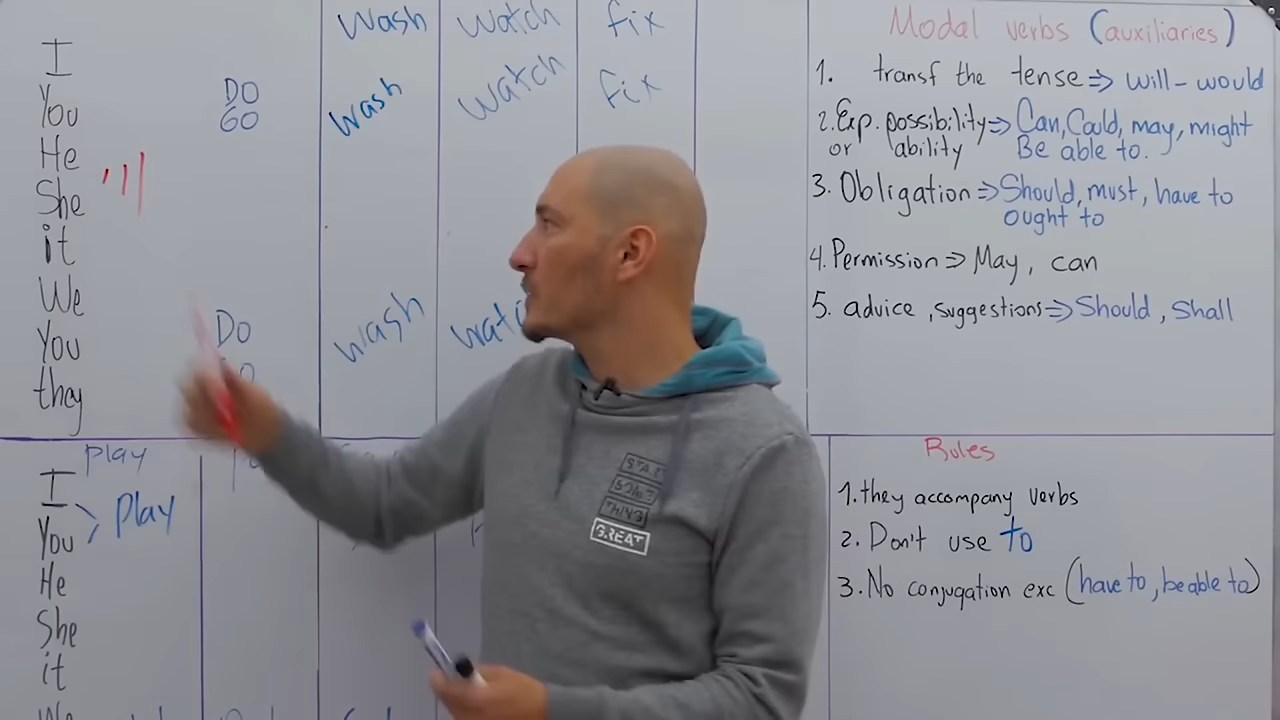 wash watch fix
I
You DO wash watch fix
GO
He
She
it
We
You DO wash
they
play
I
You play
He
She
it
We
Modal verbs (auxiliaries)
1. transf the tense => will - would
2. Exp. possibility => Can, Could, may, might
or ability Be able to.
3. Obligation => Should, must, have to
ought to
4. Permission => May, can
5. advice, suggestions => Should, Shall
Rules
1. they accompany verbs
2. Don't use to
3. No conjugation exc (have to, be able to)
GREAT